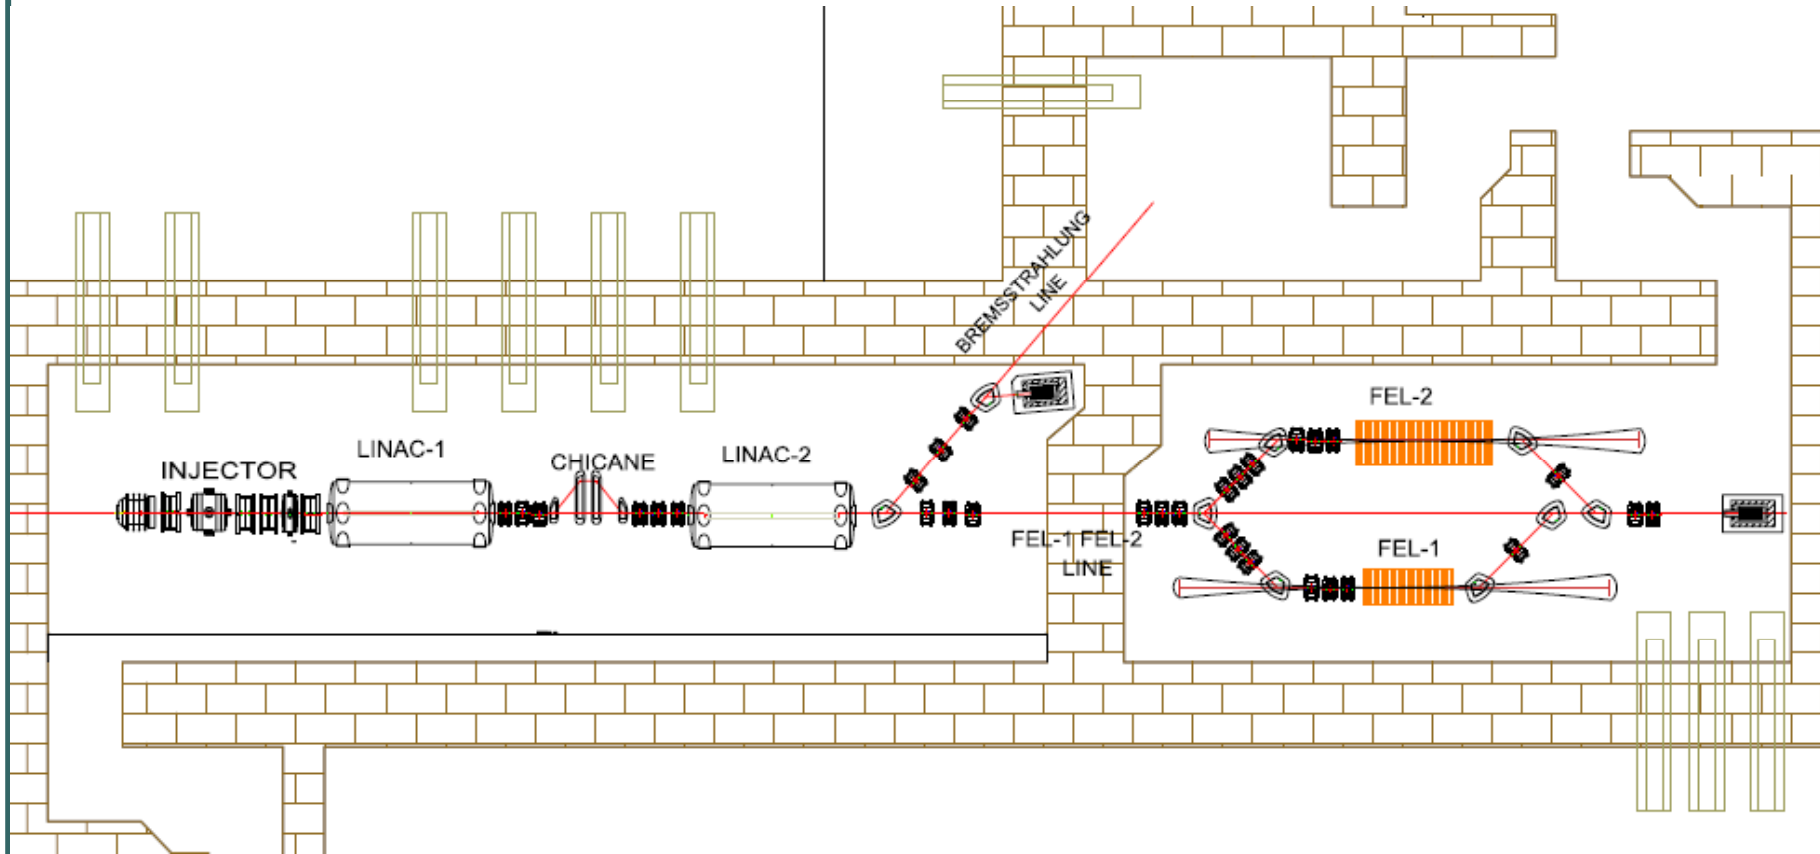 BREMSSTRAHLUNG
LINE
FEL-2
LINAC-1
INJECTOR
CHICANE
LINAC-2
FEL-1 FEL-2
LINE
FEL-1